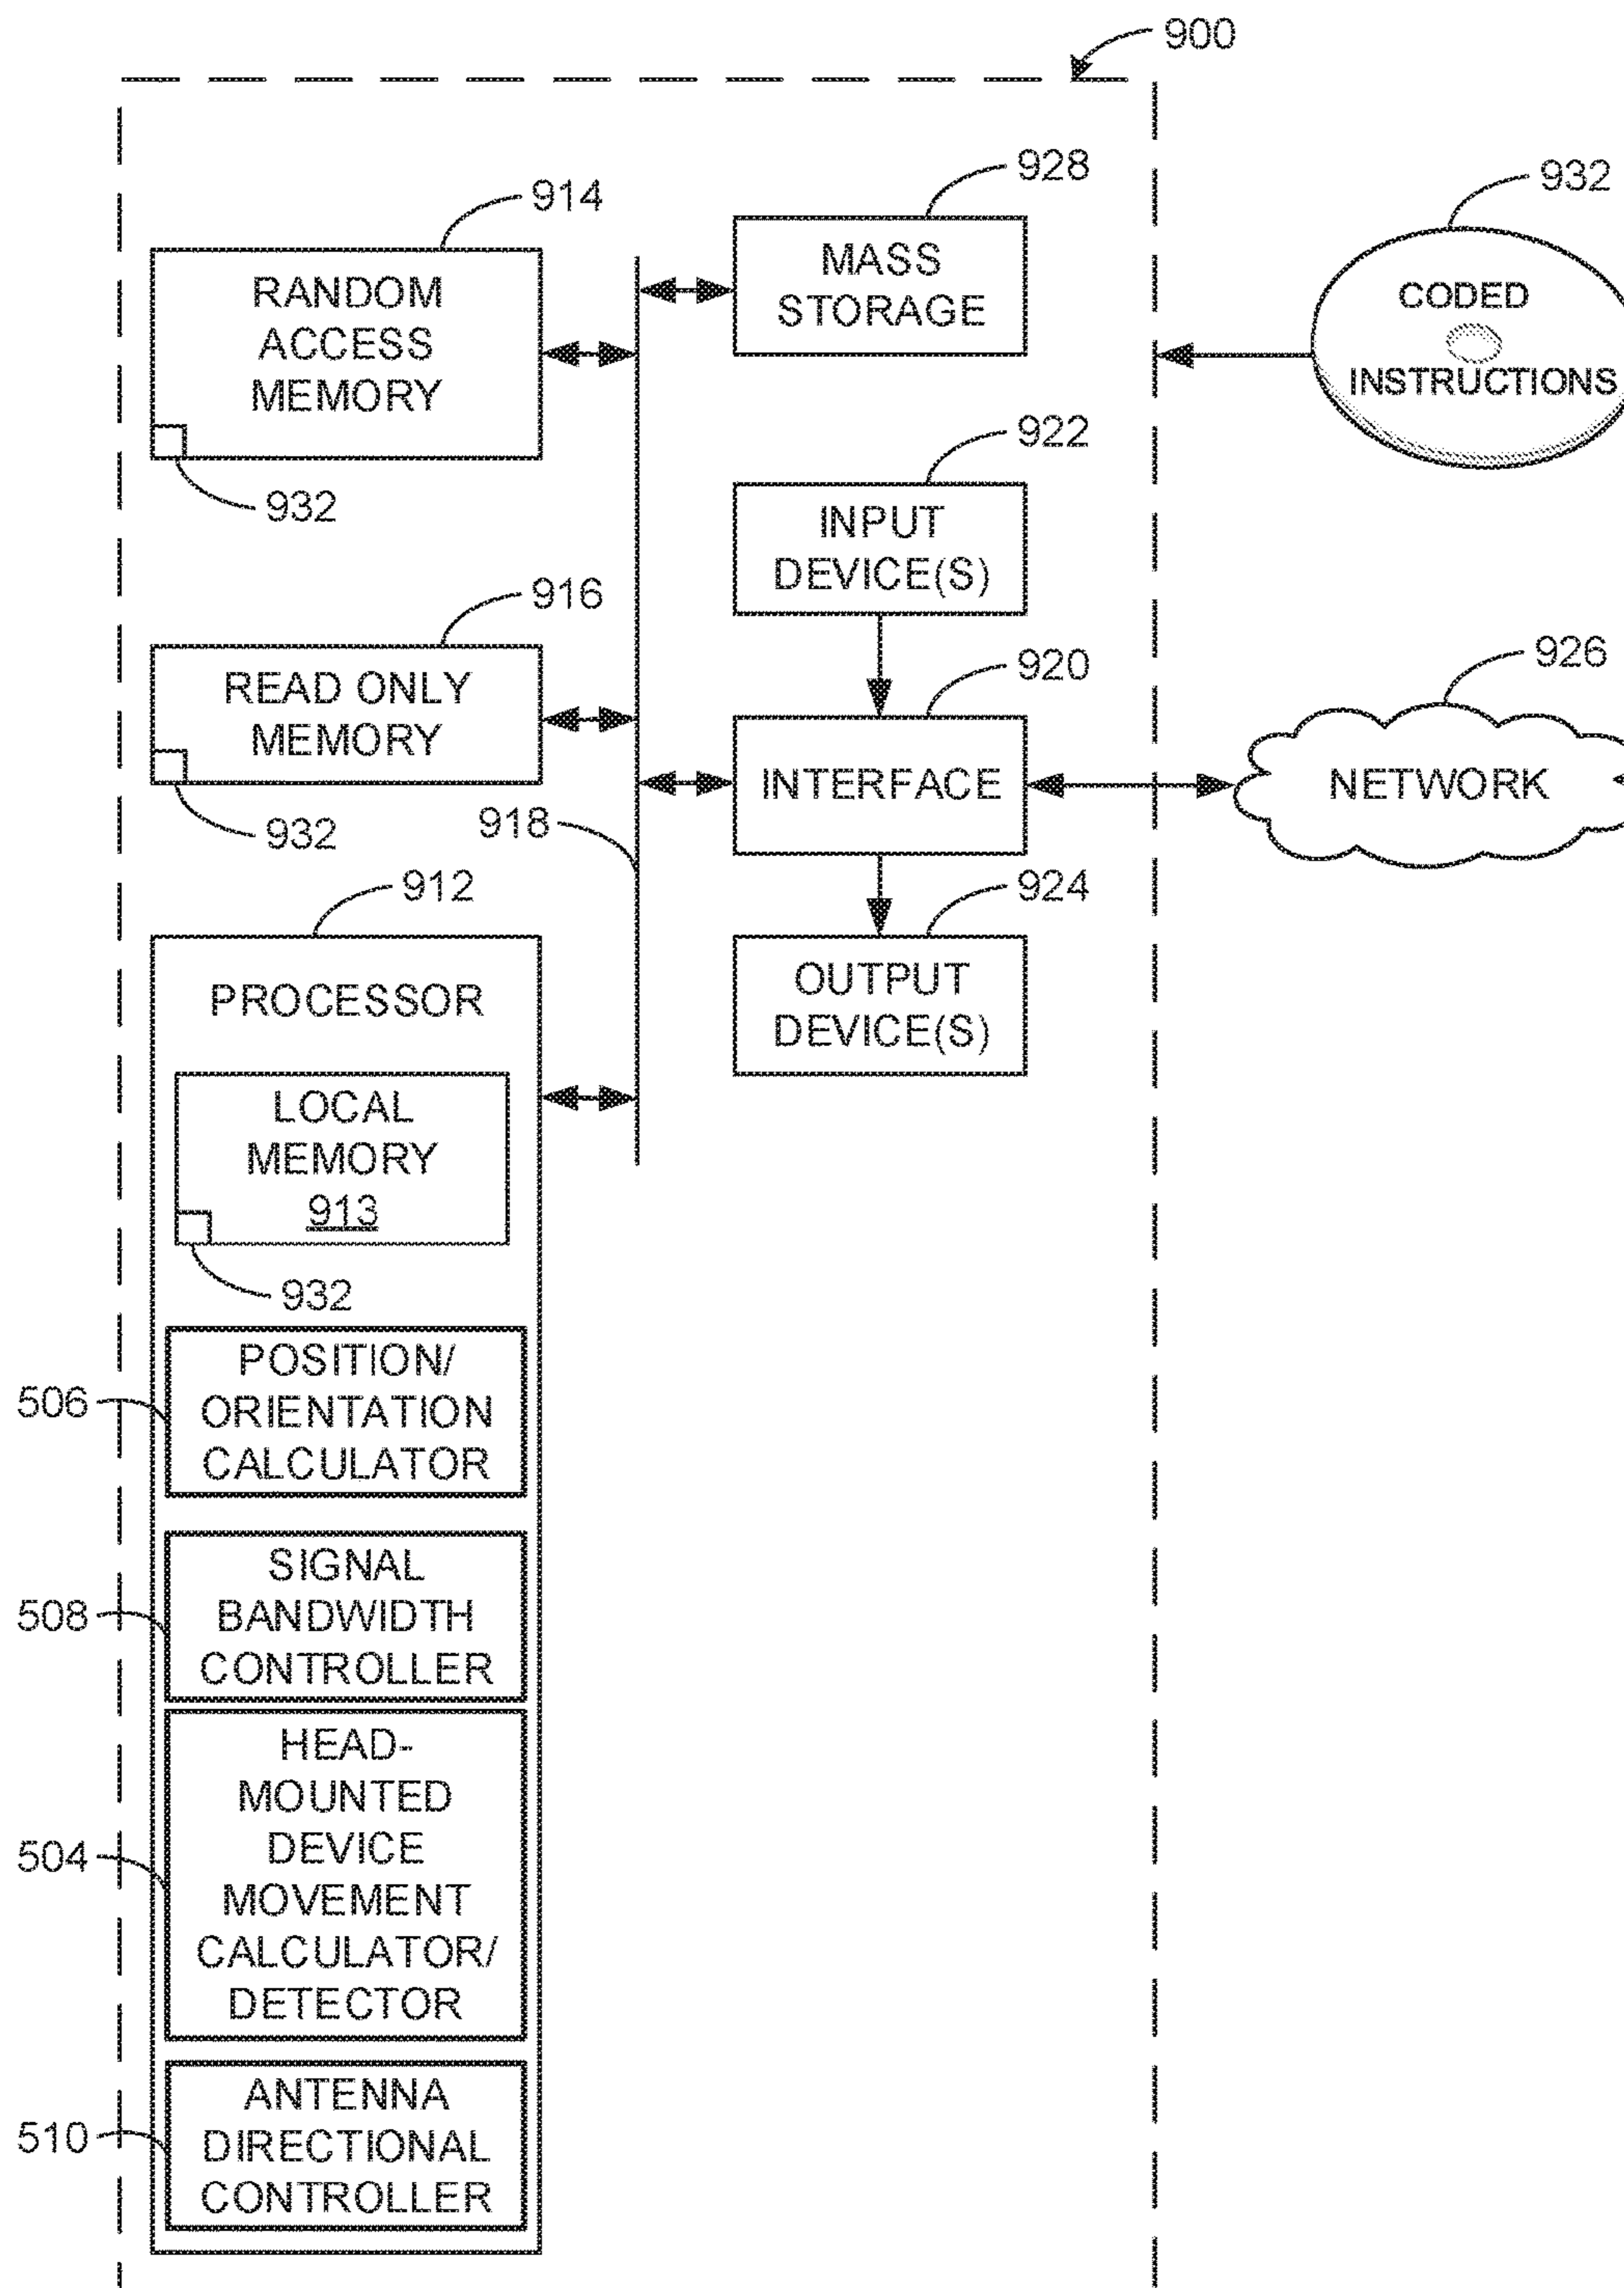 900
914
RANDOM
ACCESS
MEMORY
932
928
MASS
STORAGE
932
CODED
INSTRUCTIONS
922
INPUT
DEVICE(S)
916
READ ONLY
MEMORY
932
918
920
INTERFACE
926
NETWORK
924
OUTPUT
DEVICE(S)
912
PROCESSOR
LOCAL
MEMORY
913
932
506
POSITION/
ORIENTATION
CALCULATOR
508
SIGNAL
BANDWIDTH
CONTROLLER
504
HEAD-
MOUNTED
DEVICE
MOVEMENT
CALCULATOR/
DETECTOR
510
ANTENNA
DIRECTIONAL
CONTROLLER